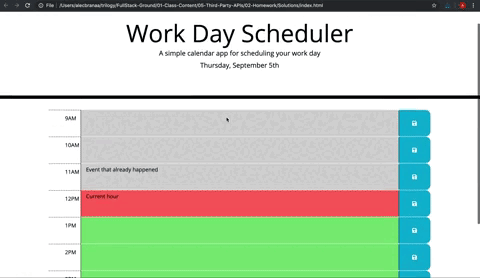 /Users/alecbranaa/trilogy/FullStack-Ground/01-Class-Content/05-Third-Party-APIs/02-Homework/Solutions/index.html
Work Day Scheduler
A simple calendar app for scheduling your work day
Thursday, September 5th
9AM
10AM
11AM Event that already happened
12PM Current hour
1PM
2PM